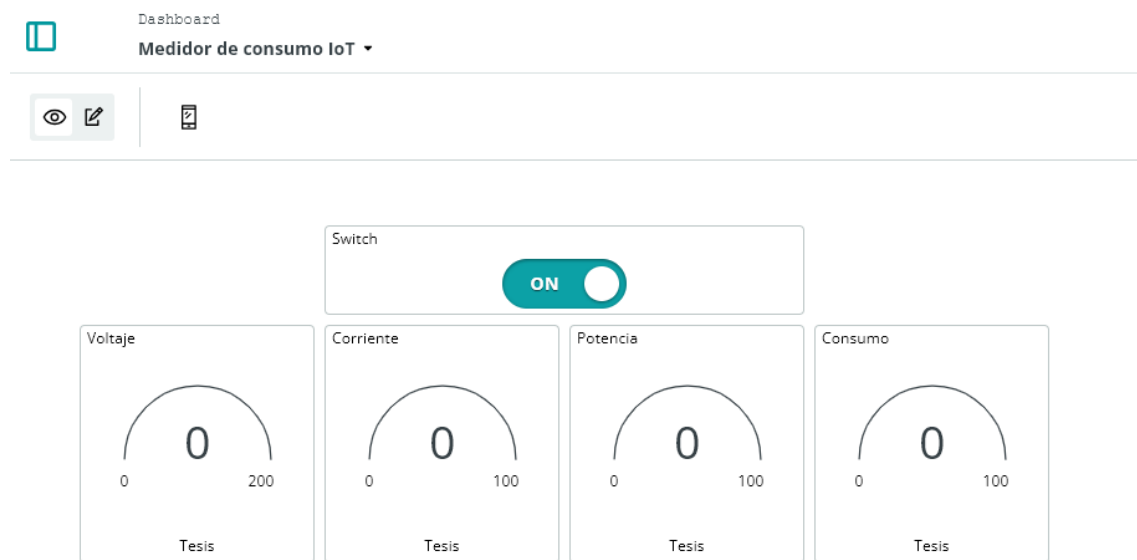 Dashboard
Medidor de consumo IoT
Switch
ON
Voltaje
Corriente
Potencia
Consumo
0
0
0
0
0 200
0 100
0 100
0 100
Tesis
Tesis
Tesis
Tesis